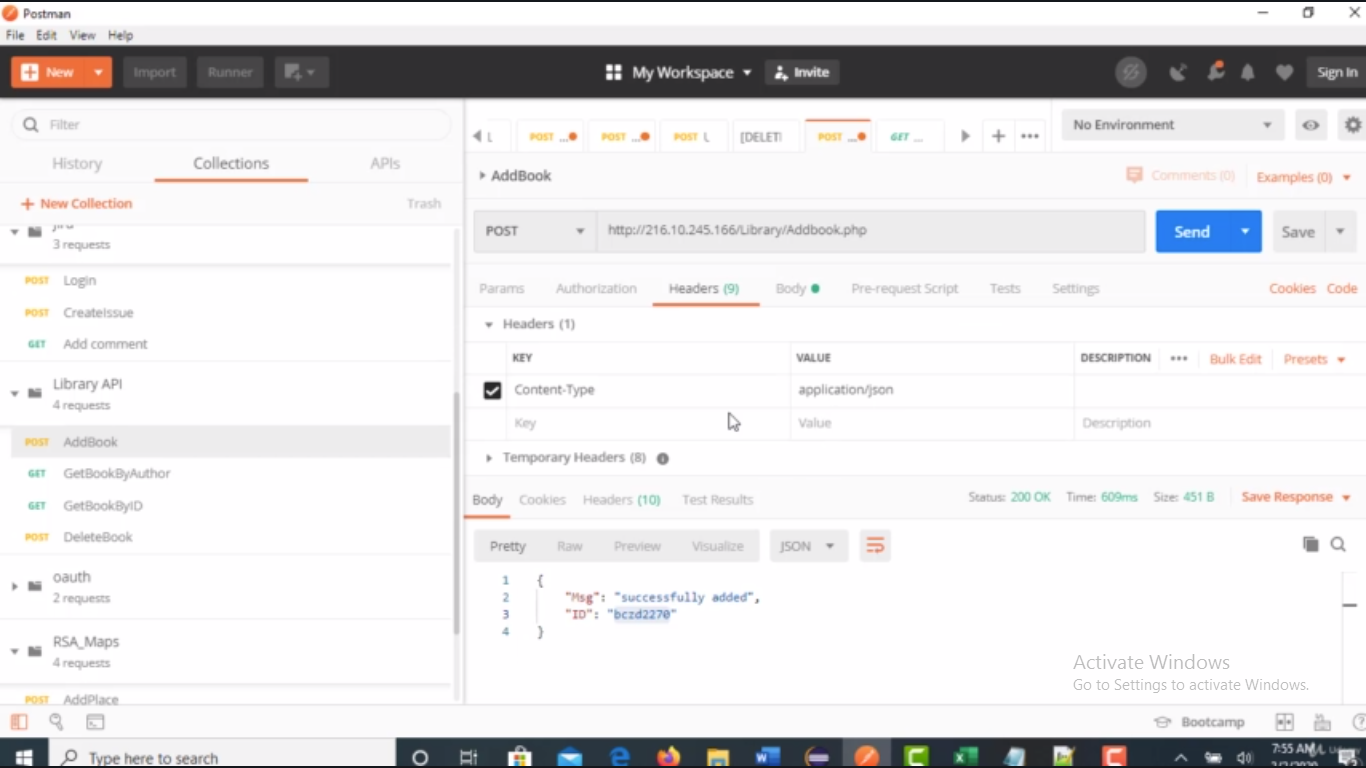 Postman
File Edit View Help
New Import Runner My Workspace Invite Sign In
Filter
History Collections APIs
New Collection Trash
3 requests
POST Login
POST CreateIssue
GET Add comment
Library API
4 requests
POST AddBook
GET GetBookByAuthor
GET GetBookByID
POST DeleteBook
oauth
2 requests
RSA_Maps
4 requests
POST AddPlace
L POST ... POST ... POST L [DELETI POST ... GET ... No Environment
AddBook Comments (0) Examples (0)
POST http://216.10.245.166/Library/Addbook.php Send Save
Params Authorization Headers (9) Body Pre-request Script Tests Settings Cookies Code
Headers (1)
KEY VALUE DESCRIPTION Bulk Edit Presets
Content-Type application/json
Key Value Description
Temporary Headers (8)
Body Cookies Headers (10) Test Results Status: 200 OK Time: 609ms Size: 451 B Save Response
Pretty Raw Preview Visualize JSON
1 {
2 "Msg": "successfully added",
3 "ID": "bczd2270"
4 }
Activate Windows
Go to Settings to activate Windows.
Bootcamp
Type here to search
7:55 AM